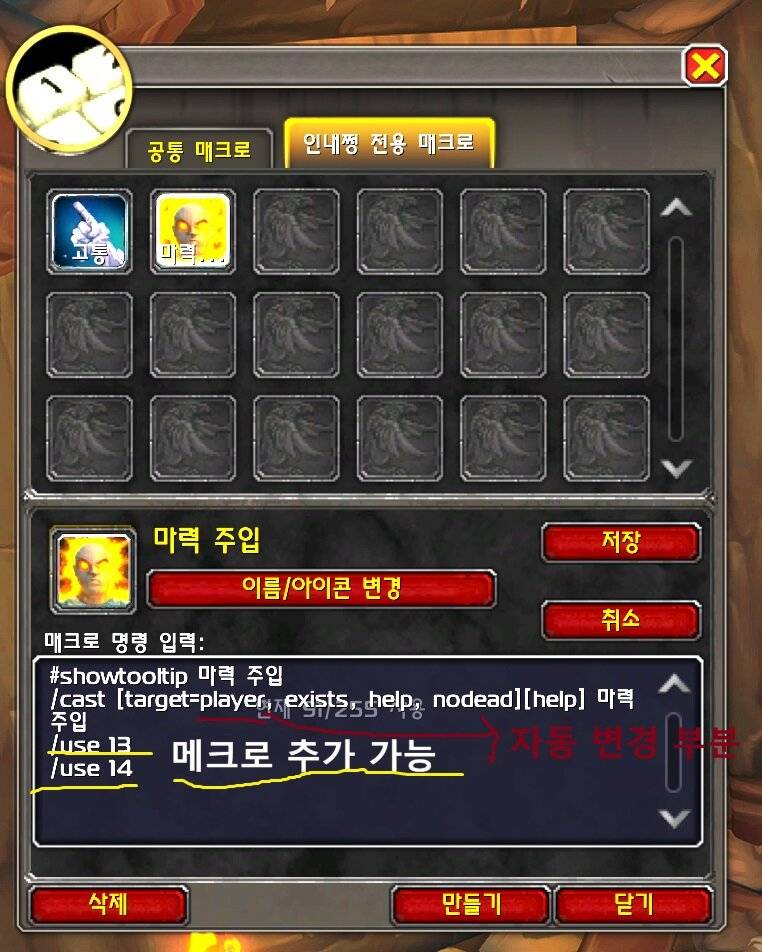 공통 매크로
인내쩡 전용 매크로
고통
마력...
마력 주입
저장
이름/아이콘 변경
취소
매크로 명령 입력:
#showtooltip 마력 주입
/cast [target=player, exists, help, nodead][help] 마력
현재 91/255 사용
주입
/use 13
자동 변경 부분
메크로 추가 가능
/use 14
삭제
만들기
닫기